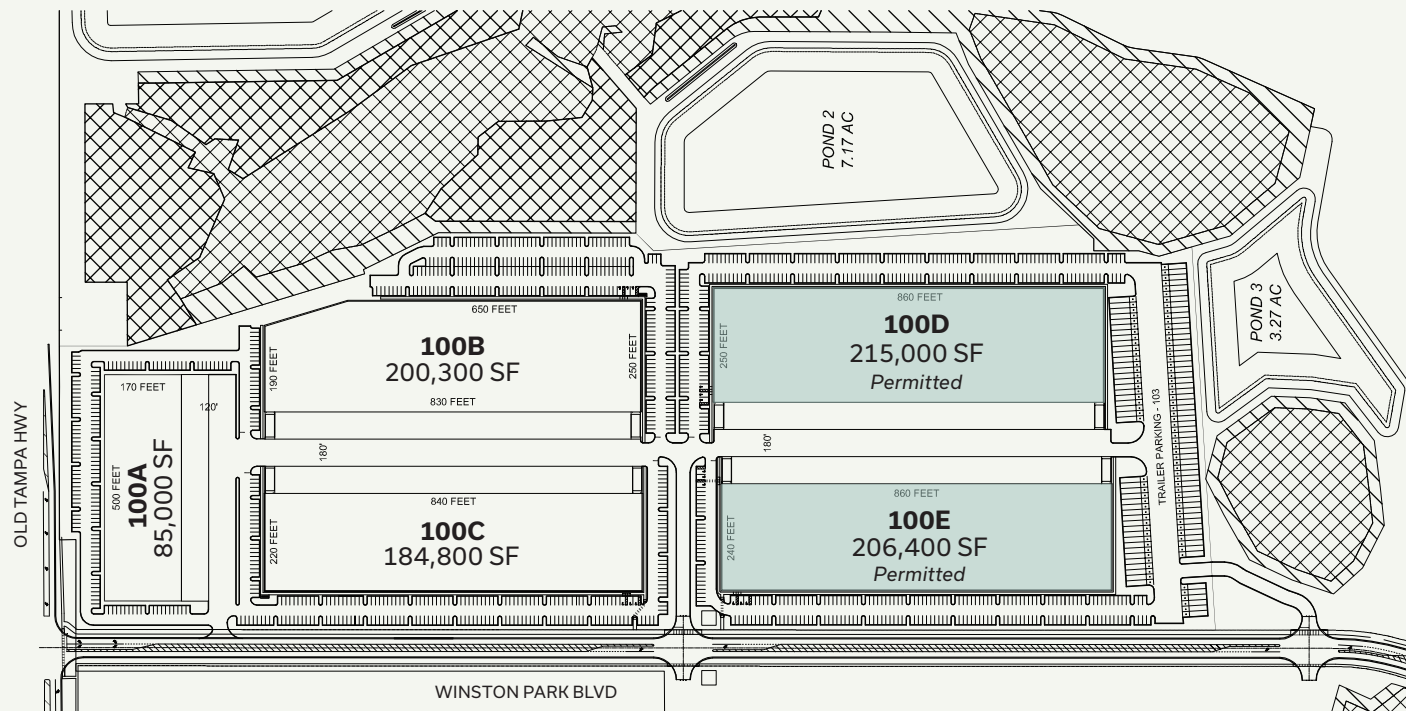 POND 2
7.17 AC
POND 3
3.27 AC
650 FEET
100B
200,300 SF
190 FEET
250 FEET
830 FEET
860 FEET
100D
215,000 SF
Permitted
250 FEET
170 FEET
120'
500 FEET
100A
85,000 SF
180'
180'
840 FEET
100C
184,800 SF
220 FEET
860 FEET
100E
206,400 SF
Permitted
240 FEET
TRAILER PARKING - 103
OLD TAMPA HWY
WINSTON PARK BLVD